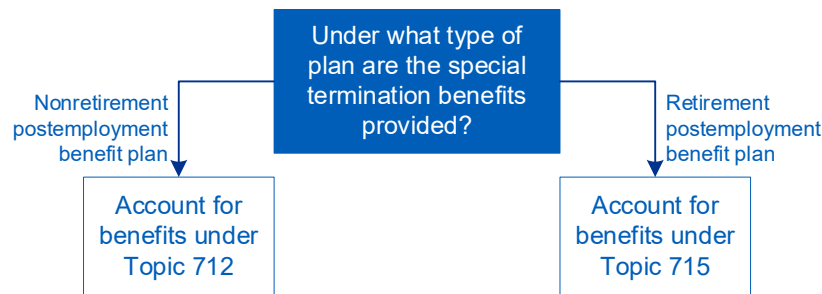 Under what type of
plan are the special
termination benefits
provided?
Nonretirement
postemployment
benefit plan
Retirement
postemployment
benefit plan
Account for
benefits under
Topic 712
Account for
benefits under
Topic 715